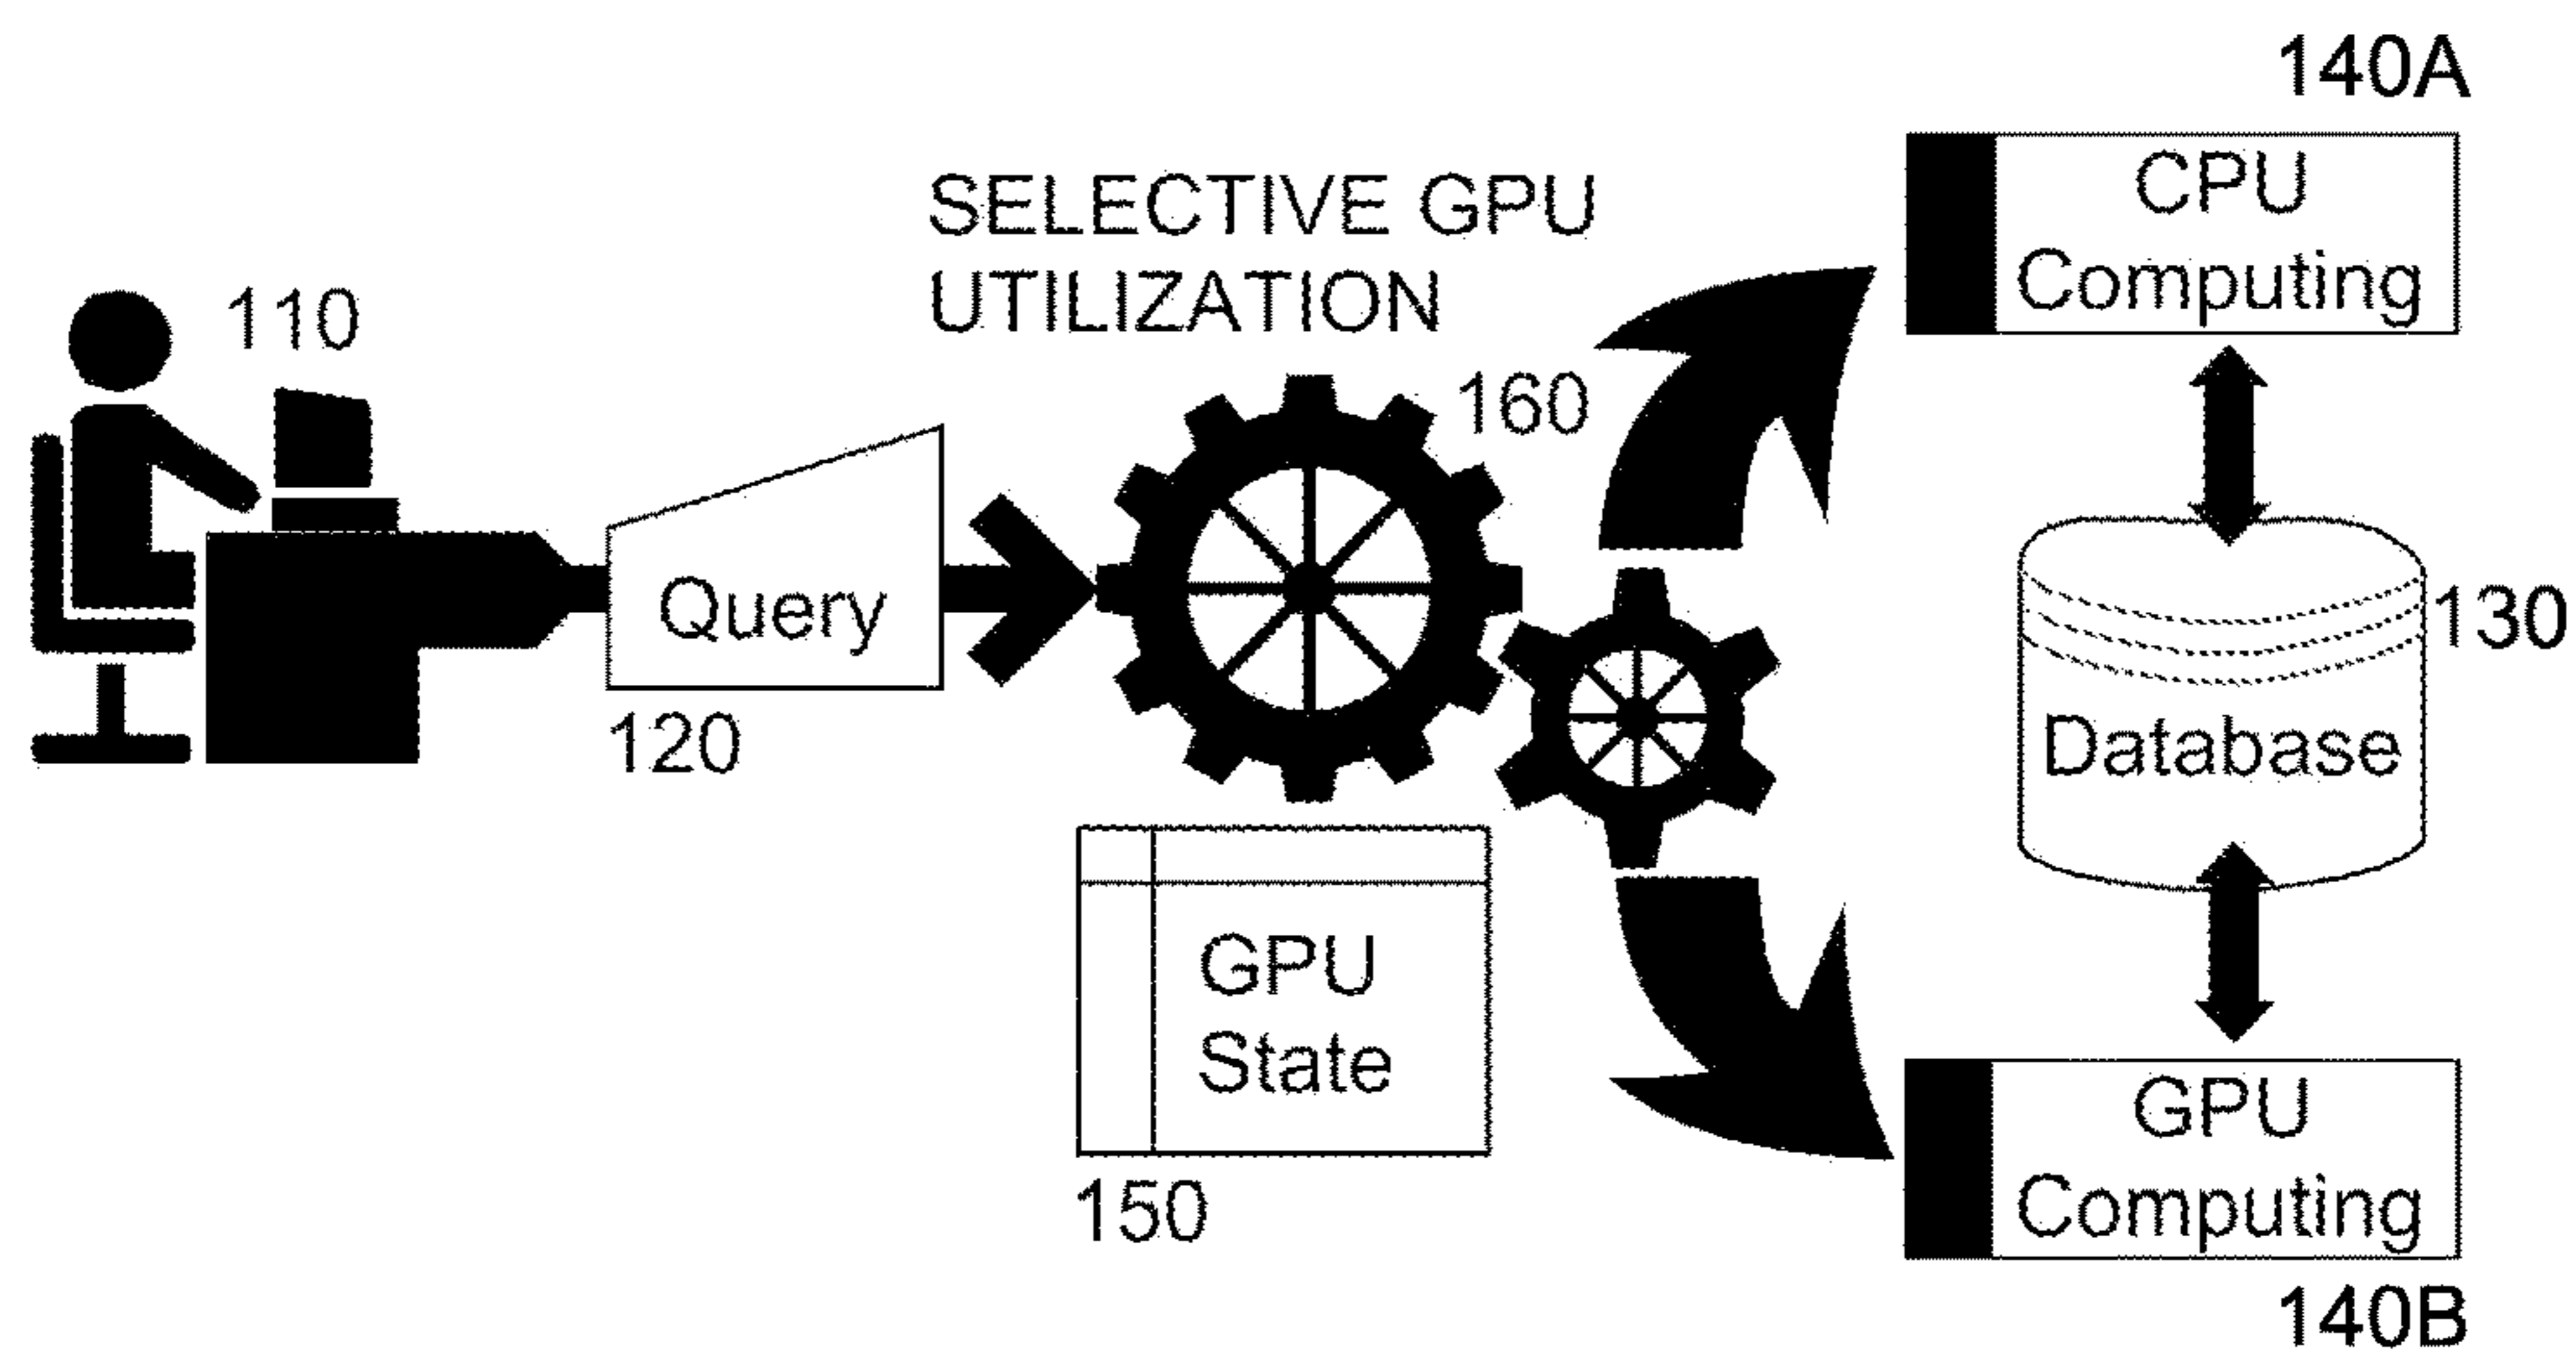 140A
CPU
Computing
SELECTIVE GPU
UTILIZATION
110
160
Query
120
130
Database
GPU
State
150
GPU
Computing
140B